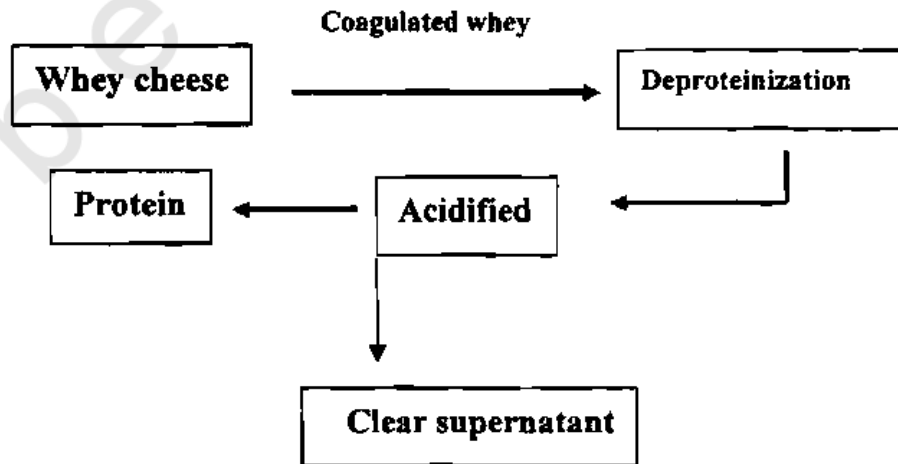 Coagulated whey
Whey cheese
Deproteinization
Protein
Acidified
Clear supernatant